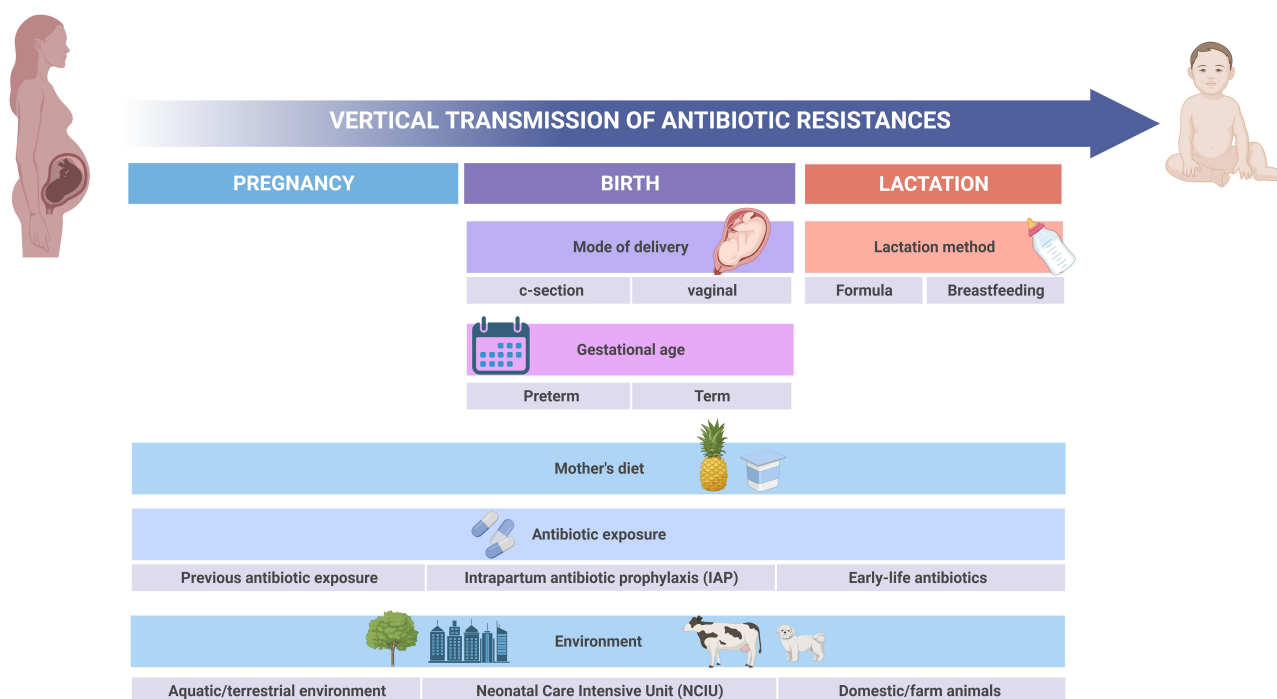 VERTICAL TRANSMISSION OF ANTIBIOTIC RESISTANCES
PREGNANCY
BIRTH
LACTATION
Mode of delivery
Lactation method
c-section
vaginal
Formula
Breastfeeding
Gestational age
Preterm
Term
Mother's diet
Antibiotic exposure
Previous antibiotic exposure
Intrapartum antibiotic prophylaxis (IAP)
Early-life antibiotics
Environment
Aquatic/terrestrial environment
Neonatal Care Intensive Unit (NCIU)
Domestic/farm animals